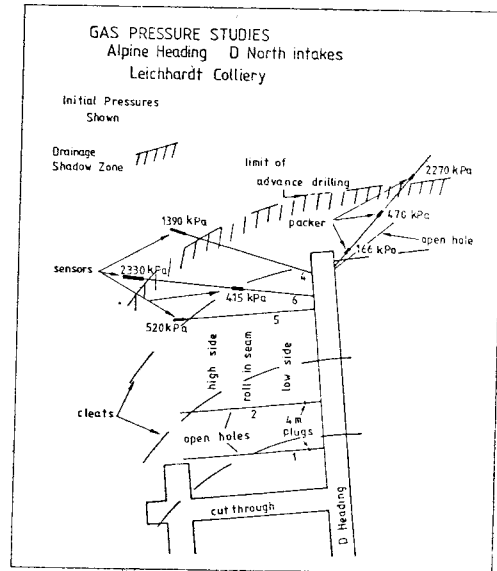 GAS PRESSURE STUDIES
Alpine Heading D North intakes
Leichhardt Colliery
Initial Pressures
Shown
Drainage
Shadow Zone
limit of
advance drilling
2270 kPa
1390 kPa
packer
470 kPa
open hole
166 kPa
sensors
2330 kPa
4
415 kPa
6
520 kPa
5
high side
roll in seam
low side
cleats
2
4 m
plugs
open holes
1
cut through
D Heading